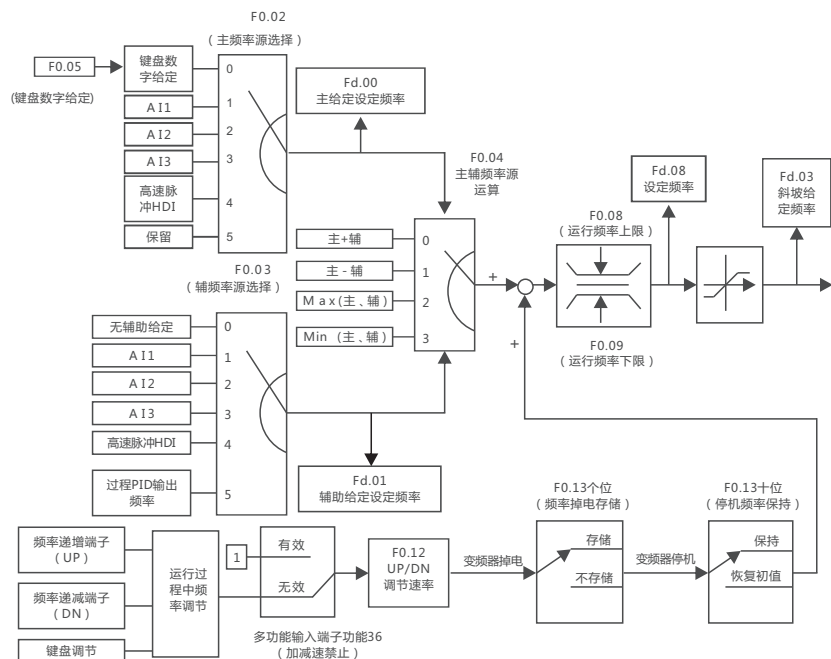 F0.02
（主频率源选择）
F0.05
(键盘数字给定)
键盘数
字给定
0
AI1
1
AI2
2
AI3
3
高速脉
冲HDI
4
保留
5
Fd.00
主给定设定频率
F0.04
主辅频率源
运算
主+辅
0
主-辅
1
Max(主、辅)
2
Min（主、辅）
3
F0.03
（辅频率源选择）
无辅助给定
0
AI1
1
AI2
2
AI3
3
高速脉冲HDI
4
过程PID输出
频率
5
Fd.01
辅助给定设定频率
+
+
F0.08
（运行频率上限）
F0.09
（运行频率下限）
Fd.08
设定频率
Fd.03
斜坡给
定频率
频率递增端子
（UP）
频率递减端子
（DN）
键盘调节
运行过
程中频
率调节
1
有效
无效
多功能输入端子功能36
（加减速禁止）
F0.12
UP/DN
调节速率
变频器掉电
F0.13个位
（频率掉电存储）
存储
不存储
变频器停机
F0.13十位
（停机频率保持）
保持
恢复初值